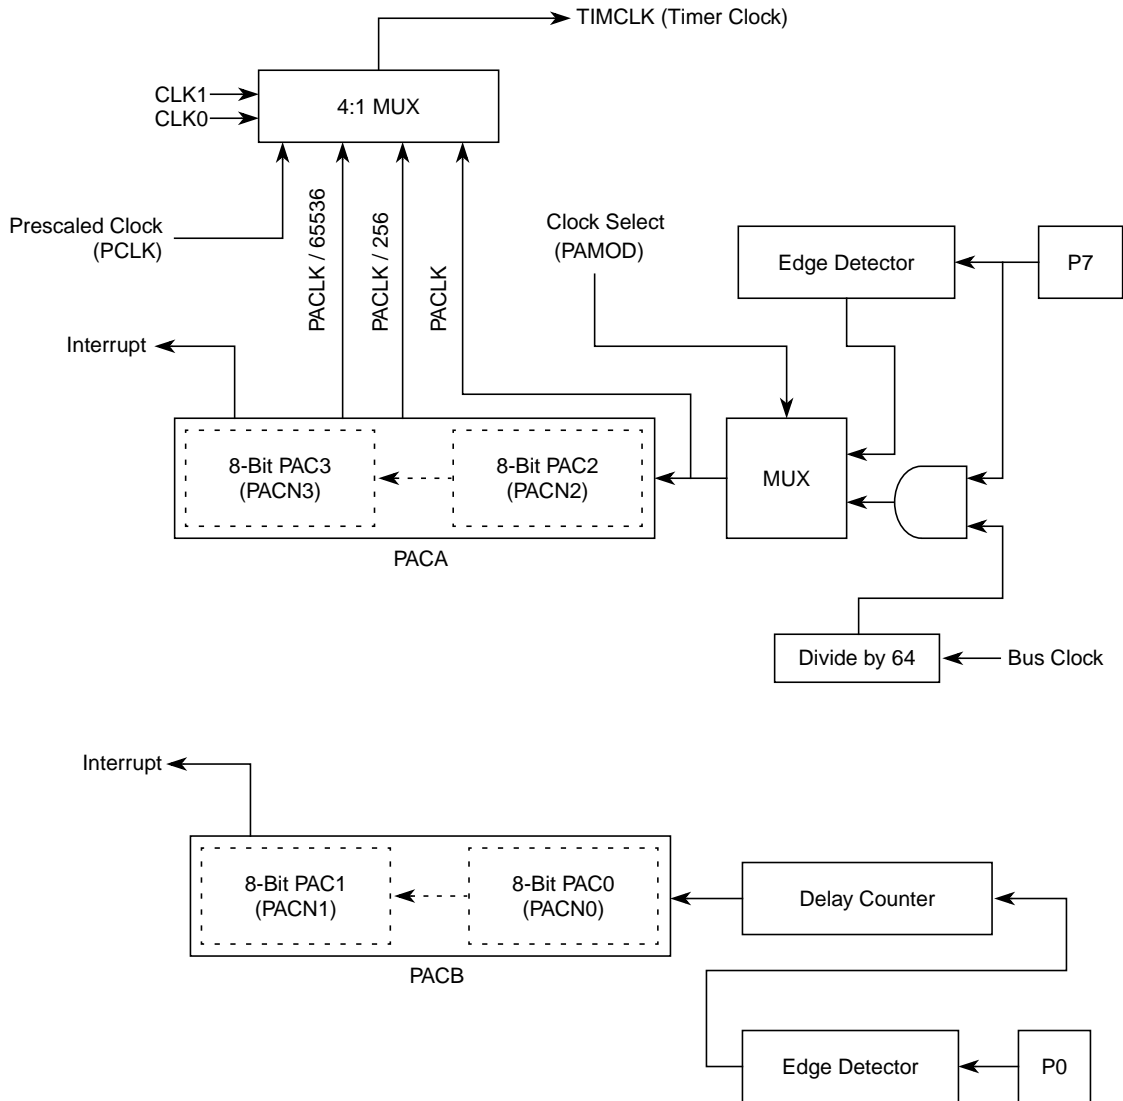 TIMCLK (Timer Clock)
CLK1
CLK0
4:1 MUX
Prescaled Clock
(PCLK)
PACLK / 65536
PACLK / 256
PACLK
Clock Select
(PAMOD)
Edge Detector
P7
Interrupt
8-Bit PAC3
(PACN3)
8-Bit PAC2
(PACN2)
MUX
PACA
Divide by 64
Bus Clock
Interrupt
8-Bit PAC1
(PACN1)
8-Bit PAC0
(PACN0)
Delay Counter
PACB
Edge Detector
P0